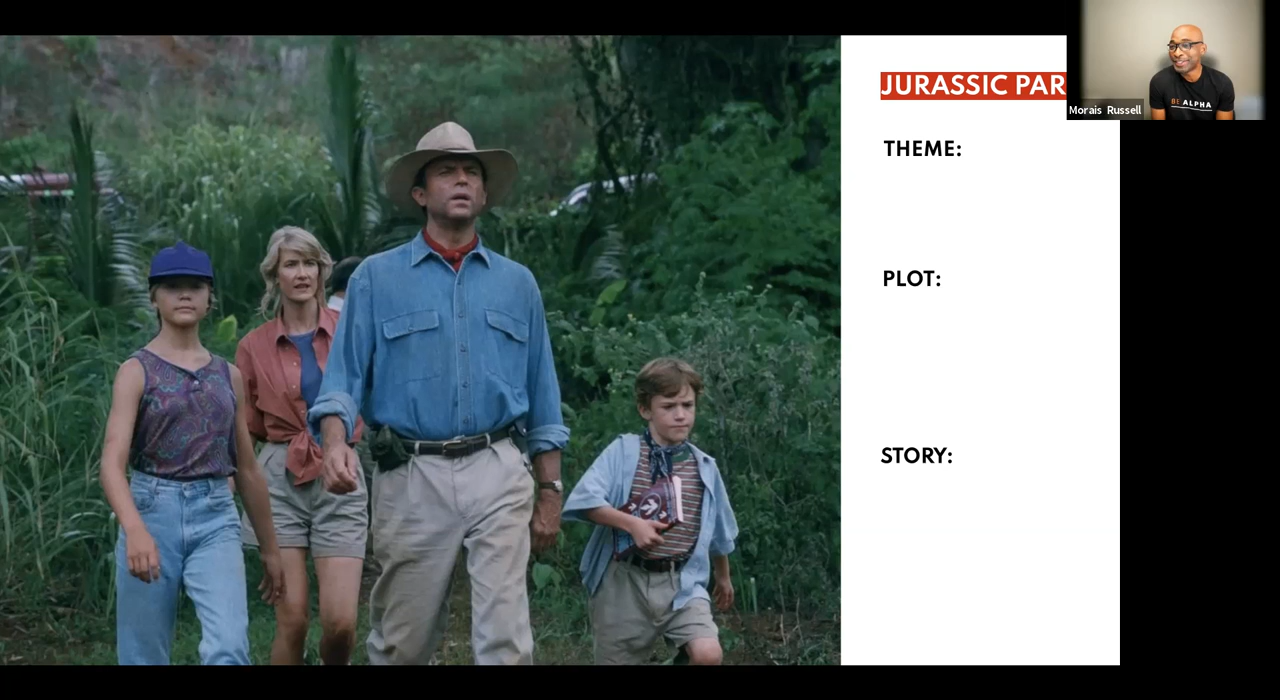 JURASSIC PAR
Morais Russell
BE ALPHA
THEME:
PLOT:
STORY: